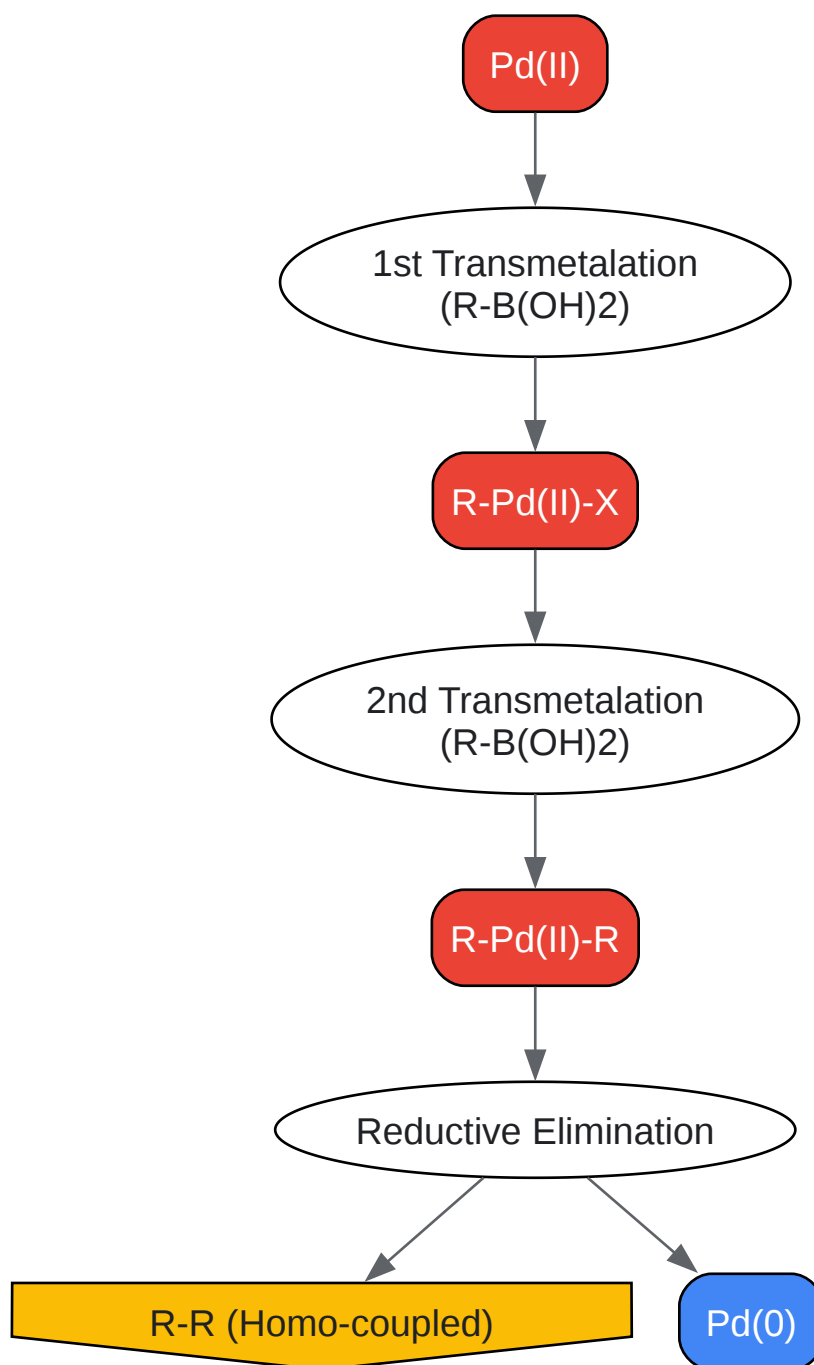 Pd(II)
1st Transmetalation
(R-B(OH)2)
R-Pd(II)-X
2nd Transmetalation
(R-B(OH)2)
R-Pd(II)-R
Reductive Elimination
R-R (Homo-coupled)
Pd(0)